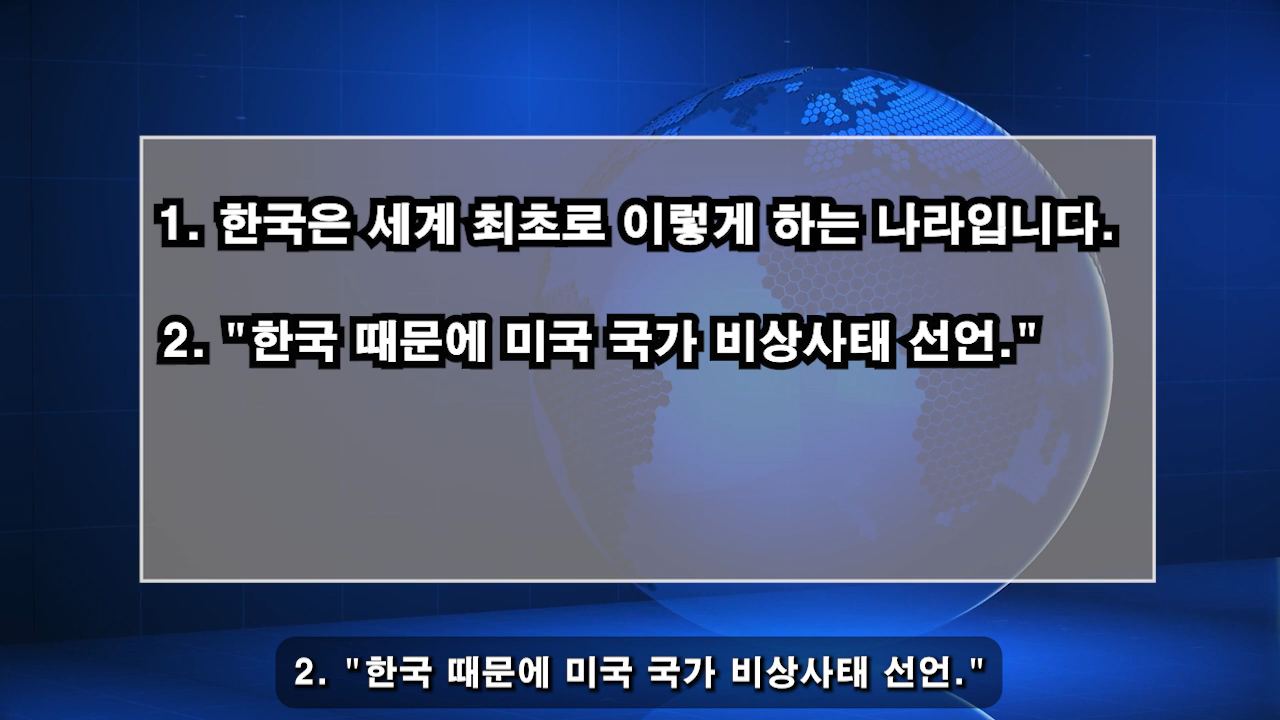 1. 한국은 세계 최초로 이렇게 하는 나라입니다.
2. "한국 때문에 미국 국가 비상사태 선언."
2. "한국 때문에 미국 국가 비상사태 선언."